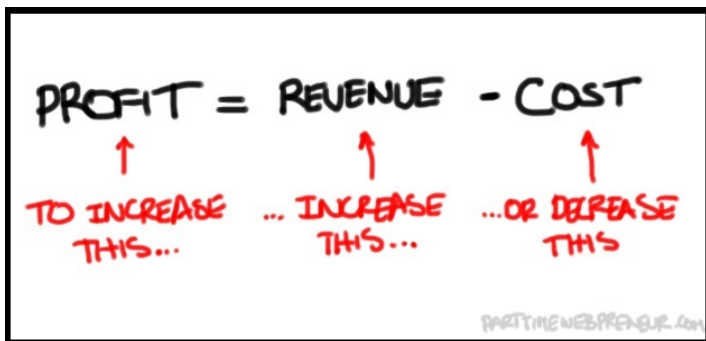 PROFIT = REVENUE - COST
TO INCREASE THIS...
... INCREASE THIS...
...OR DECREASE THIS
PARTTIMEWEBPRENEUR.COM